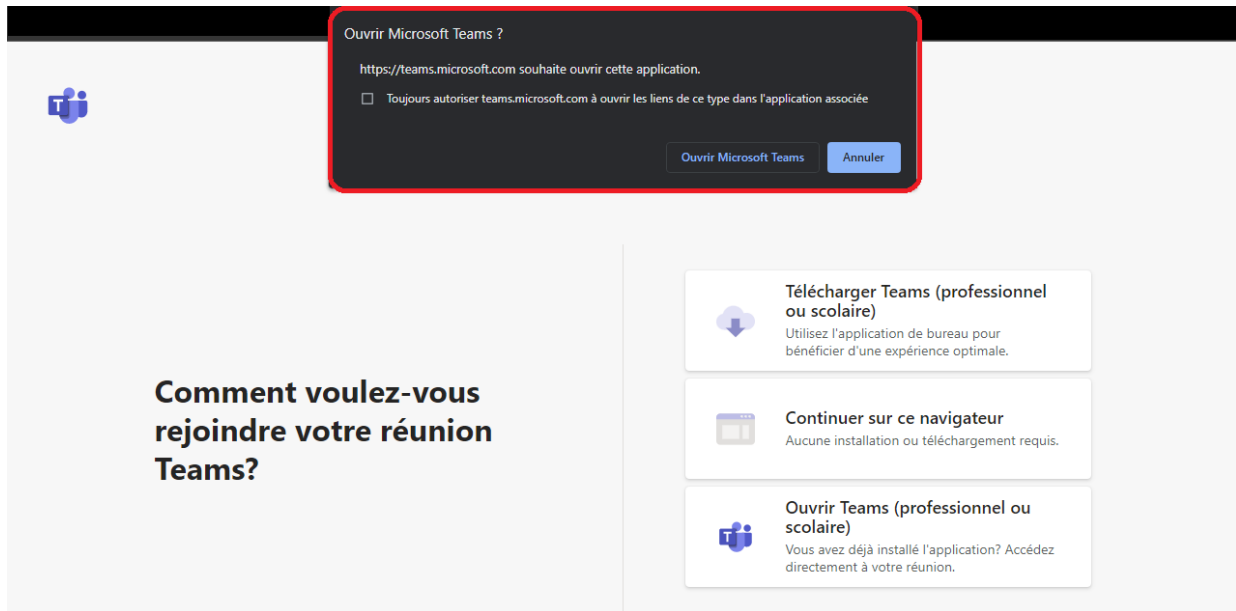 Ouvrir Microsoft Teams ?
https://teams.microsoft.com souhaite ouvrir cette application.
Toujours autoriser teams.microsoft.com à ouvrir les liens de ce type dans l'application associée
Ouvrir Microsoft Teams
Annuler
Comment voulez-vous
rejoindre votre réunion
Teams?
Télécharger Teams (professionnel
ou scolaire)
Utilisez l'application de bureau pour
bénéficier d'une expérience optimale.
Continuer sur ce navigateur
Aucune installation ou téléchargement requis.
Ouvrir Teams (professionnel ou
scolaire)
Vous avez déjà installé l'application? Accédez
directement à votre réunion.